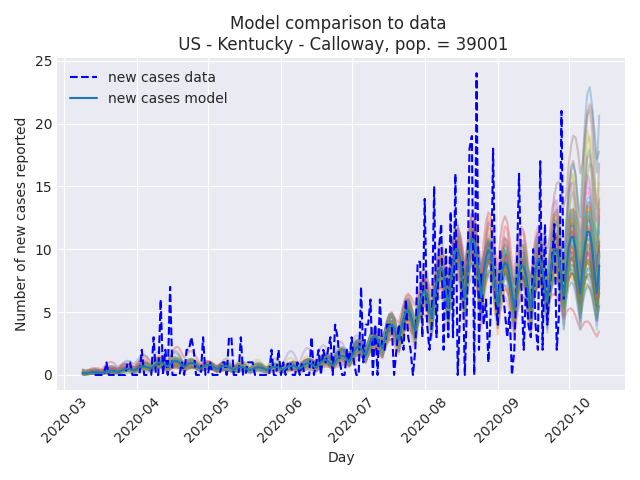 Model comparison to data
US - Kentucky - Calloway, pop. = 39001
25
20
15
10
5
0
Number of new cases reported
new cases data
new cases model
2020-03
2020-04
2020-05
2020-06
2020-07
2020-08
2020-09
2020-10
Day